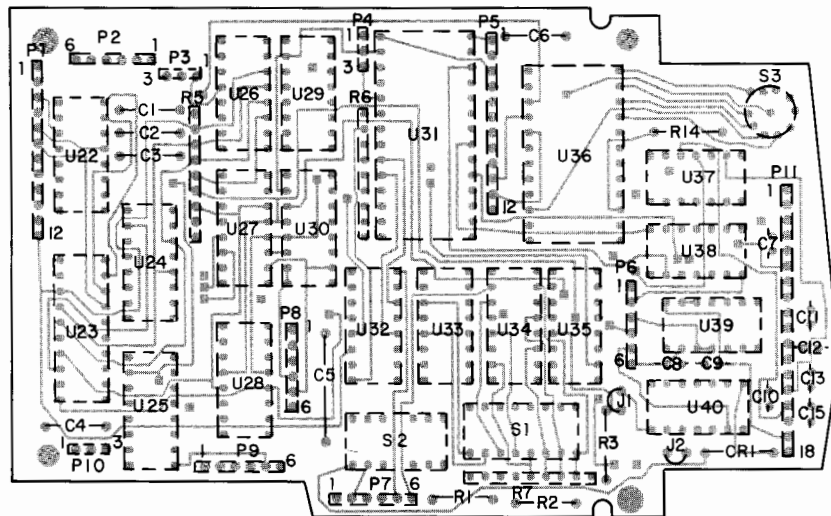 P4
P5
C6
P1
6 P2 1
P3
1
1
1
1
S3
3
3
1
R5
U26
U29
R6
C1
U31
R14
U36
C2
U22
C3
U37
P11
1
12
U24
U27
U30
12
U38
C7
P6
1
U23
P8
1
U32
U33
U34
U35
U39
C11
C12
C5
6
C8
C9
C13
U28
U25
6
J1
C10
C15
U40
C4
S2
S1
1
3
R3
J2
CR1
18
P10
P9
1
6
1
P7
6
R1
R7
R2